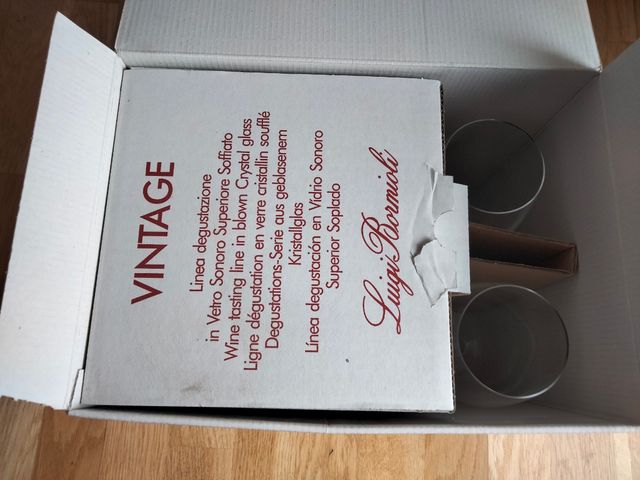 VINTAGE
Linea degustazione
in Vetro Sonoro Superiore Soffiato
Wine tasting line in blown Crystal glass
Ligne dégustation en verre cristallin soufflé
Degustations-Serie aus geblasenem
Kristallglas
Línea degustación en Vidrio Sonoro
Superior Soplado
Luigi Bormioli